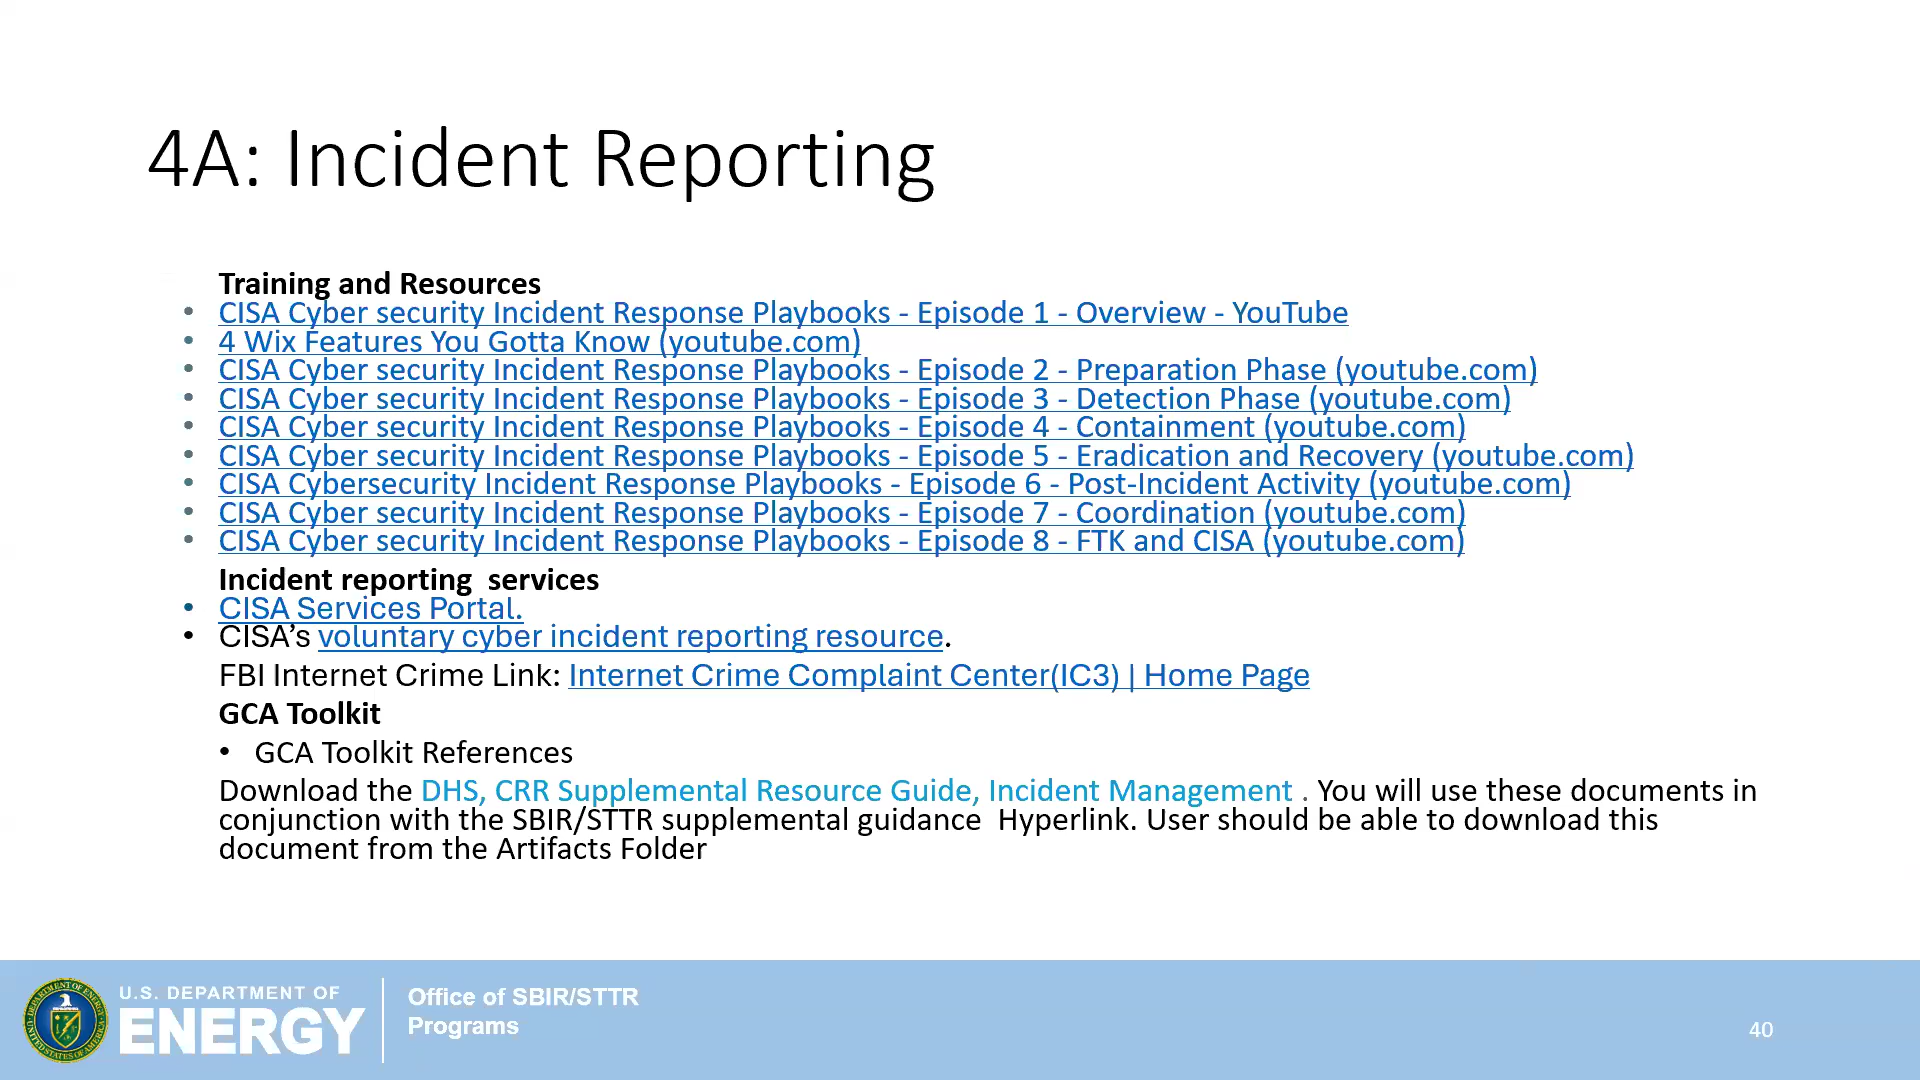 4A: Incident Reporting
Training and Resources
• CISA Cyber security Incident Response Playbooks - Episode 1 - Overview - YouTube
• 4 Wix Features You Gotta Know (youtube.com)
• CISA Cyber security Incident Response Playbooks - Episode 2 - Preparation Phase (youtube.com)
• CISA Cyber security Incident Response Playbooks - Episode 3 - Detection Phase (youtube.com)
• CISA Cyber security Incident Response Playbooks - Episode 4 - Containment (youtube.com)
• CISA Cyber security Incident Response Playbooks - Episode 5 - Eradication and Recovery (youtube.com)
• CISA Cybersecurity Incident Response Playbooks - Episode 6 - Post-Incident Activity (youtube.com)
• CISA Cyber security Incident Response Playbooks - Episode 7 - Coordination (youtube.com)
• CISA Cyber security Incident Response Playbooks - Episode 8 - FTK and CISA (youtube.com)
Incident reporting  services
• CISA Services Portal.
• CISA’s voluntary cyber incident reporting resource.
FBI Internet Crime Link: Internet Crime Complaint Center(IC3) | Home Page
GCA Toolkit
• GCA Toolkit References
Download the DHS, CRR Supplemental Resource Guide, Incident Management . You will use these documents in
conjunction with the SBIR/STTR supplemental guidance  Hyperlink. User should be able to download this
document from the Artifacts Folder
U.S. DEPARTMENT OF
ENERGY
Office of SBIR/STTR
Programs
40